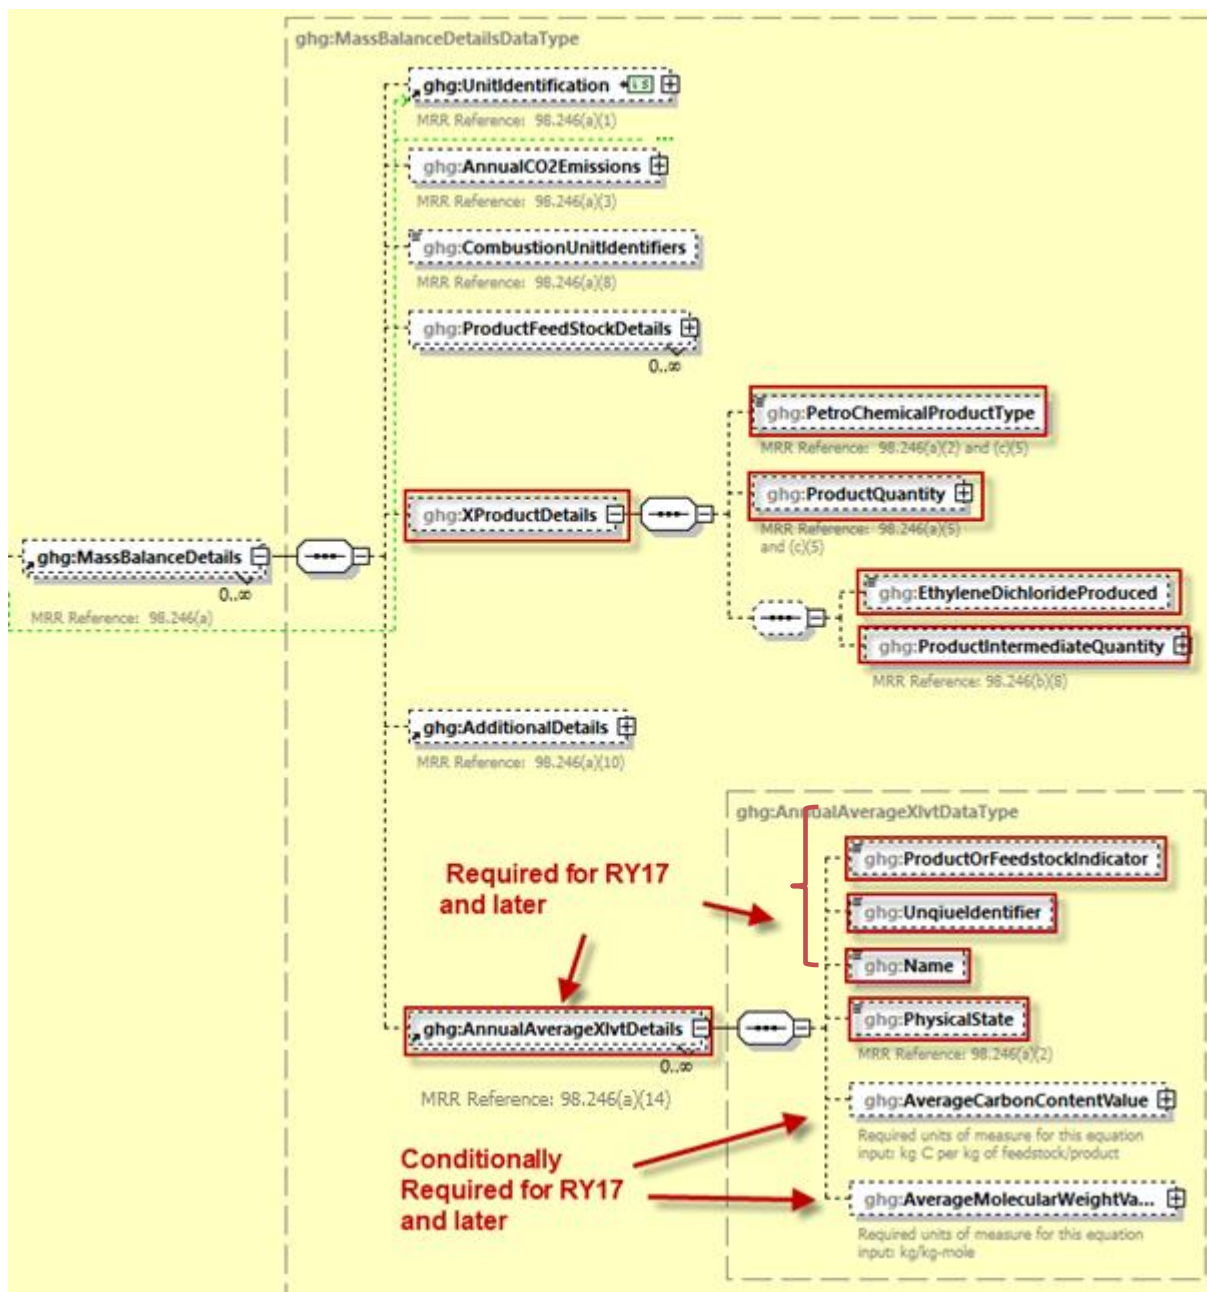 ghg:MassBalanceDetailsDataType
ghg:UnitIdentification
MRR Reference: 98.246(a)(1)
ghg:AnnualCO2Emissions
MRR Reference: 98.246(a)(3)
ghg:CombustionUnitIdentifiers
MRR Reference: 98.246(a)(8)
ghg:ProductFeedStockDetails
0..∞
ghg:PetroChemicalProductType
MRR Reference: 98.246(a)(2) and (c)(5)
ghg:ProductQuantity
MRR Reference: 98.246(a)(5)
and (c)(5)
ghg:XProductDetails
ghg:MassBalanceDetails
0..∞
MRR Reference: 98.246(a)
ghg:EthyleneDichlorideProduced
ghg:ProductIntermediateQuantity
MRR Reference: 98.246(b)(8)
ghg:AdditionalDetails
MRR Reference: 98.246(a)(10)
ghg:AnnualAverageXlvtDataType
ghg:ProductOrFeedstockIndicator
Required for RY17
and later
ghg:UnqiueIdentifier
ghg:Name
ghg:PhysicalState
MRR Reference: 98.246(a)(2)
ghg:AnnualAverageXlvtDetails
0..∞
MRR Reference: 98.246(a)(14)
ghg:AverageCarbonContentValue
Required units of measure for this equation
input: kg C per kg of feedstock/product
Conditionally
Required for RY17
and later
ghg:AverageMolecularWeightVa...
Required units of measure for this equation
input: kg/kg-mole